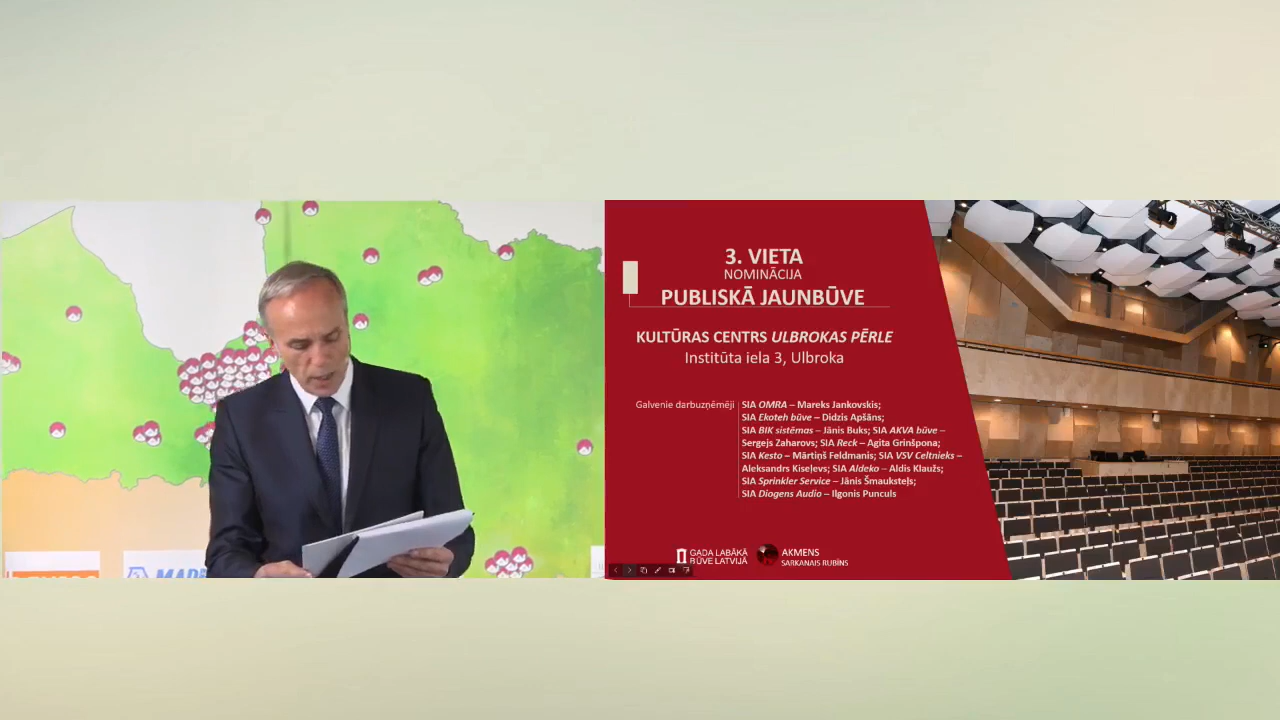 3. VIETA
NOMINĀCIJA
PUBLISKĀ JAUNBŪVE
KULTŪRAS CENTRS ULBROKAS PĒRLE
Institūta iela 3, Ulbroka
Galvenie darbuzņēmēji
SIA OMRA – Mareks Jankovskis;
SIA Ekoteh būve – Didzis Apšāns;
SIA BIK sistēmas – Jānis Buks; SIA AKVA būve –
Sergejs Zaharovs; SIA Reck – Agita Grinšpona;
SIA Kesto – Mārtiņš Feldmanis; SIA VSV Celtnieks –
Aleksandrs Kiseļevs; SIA Aldeko – Aldis Klaužs;
SIA Sprinkler Service – Jānis Šmaukstelis;
SIA Diogens Audio – Ilgonis Punculs
GADA LABĀKĀ
BŪVE LATVIJĀ
AKMENS
SARKANAIS RUBĪNS